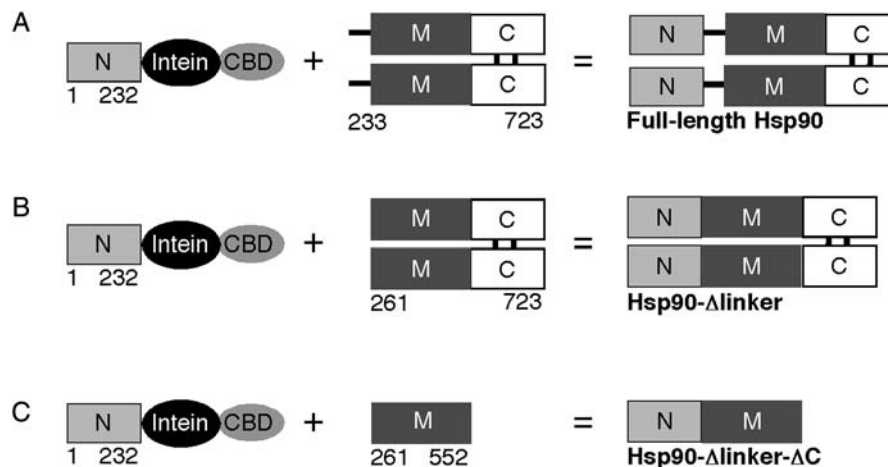 A
N Intein CBD + M C = N M C
M C N M C
1 232 233 723 Full-length Hsp90
B
N Intein CBD + M C = N M C
M C N M C
1 232 261 723 Hsp90-Δlinker
C
N Intein CBD + M = N M
1 232 261 552 Hsp90-Δlinker-ΔC